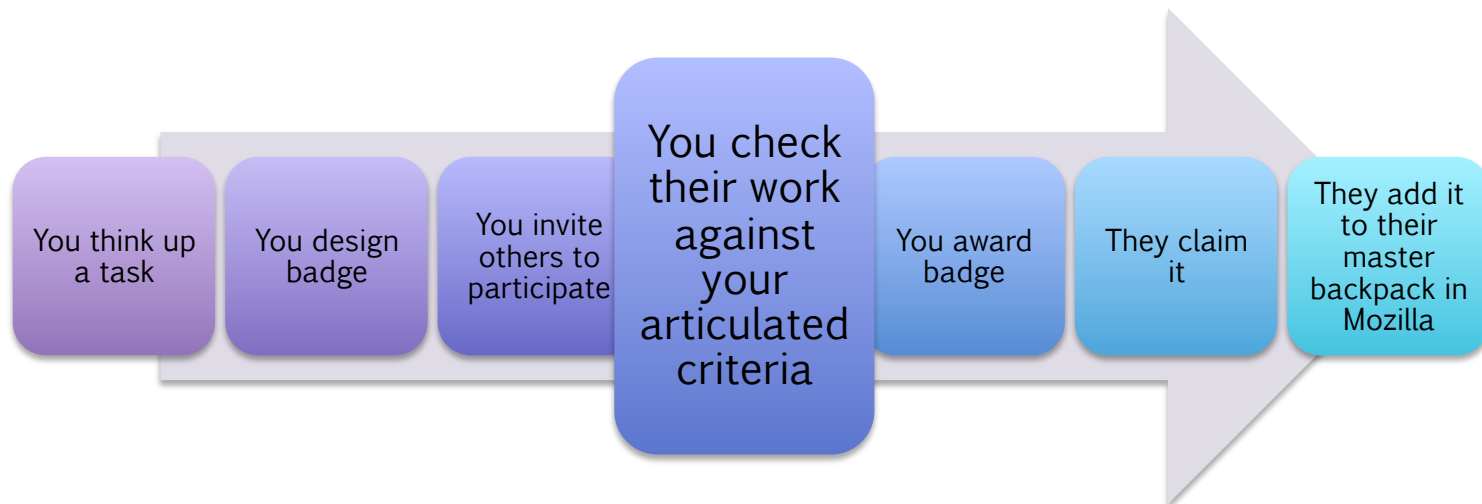 You think up
a task
You design
badge
You invite
others to
participate
You check
their work
against
your
articulated
criteria
You award
badge
They claim
it
They add it
to their
master
backpack in
Mozilla